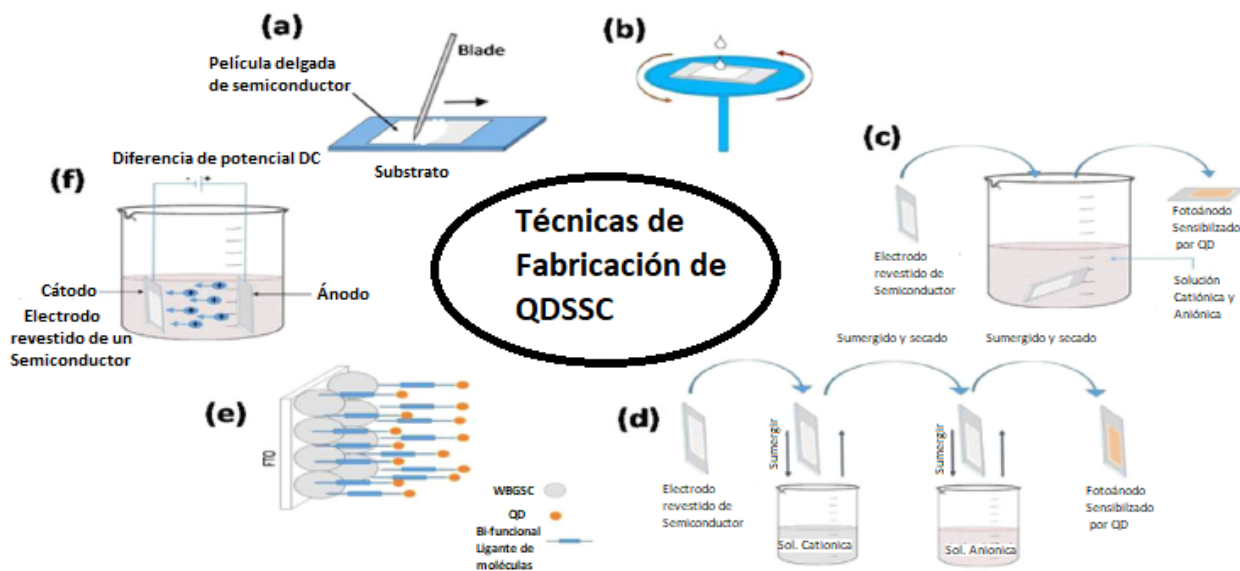 (a)
Blade
Película delgada
de semiconductor
Substrato
(b)
(c)
Electrodo
revestido de
Semiconductor
Fotoánodo
Sensibilzado
por QD
Solución
Catiónica y
Aniónica
Diferencia de potencial DC
(f)
- +
Cátodo
Ánodo
Electrodo
revestido de un
Semiconductor
Técnicas de
Fabricación de
QDSSC
Sumergido y secado
Sumergido y secado
(e)
FTO
WBGSC
QD
Bi-funcional
Ligante de
moléculas
(d)
Sumergir
Sumergir
Electrodo
revestido de
Semiconductor
Sol. Cationica
Sol. Anionica
Fotoánodo
Sensibilzado
por QD